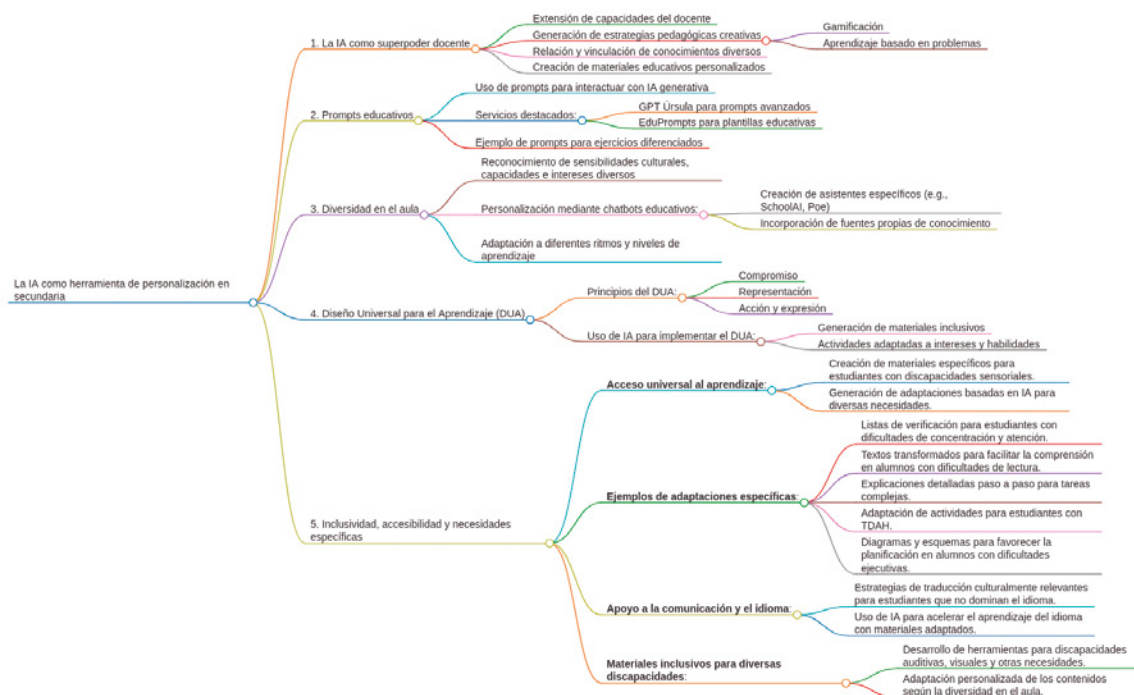 La IA como herramienta de personalización en
secundaria
1. La IA como superpoder docente
Extensión de capacidades del docente
Generación de estrategias pedagógicas creativas
Gamificación
Aprendizaje basado en problemas
Relación y vinculación de conocimientos diversos
Creación de materiales educativos personalizados
2. Prompts educativos
Uso de prompts para interactuar con IA generativa
Servicios destacados:
GPT Úrsula para prompts avanzados
EduPrompts para plantillas educativas
Ejemplo de prompts para ejercicios diferenciados
3. Diversidad en el aula
Reconocimiento de sensibilidades culturales,
capacidades e intereses diversos
Personalización mediante chatbots educativos:
Creación de asistentes específicos (e.g.,
SchoolAI, Poe)
Incorporación de fuentes propias de conocimiento
Adaptación a diferentes ritmos y niveles de
aprendizaje
4. Diseño Universal para el Aprendizaje (DUA)
Principios del DUA:
Compromiso
Representación
Acción y expresión
Uso de IA para implementar el DUA:
Generación de materiales inclusivos
Actividades adaptadas a intereses y habilidades
5. Inclusividad, accesibilidad y necesidades
específicas
Acceso universal al aprendizaje:
Creación de materiales específicos para
estudiantes con discapacidades sensoriales.
Generación de adaptaciones basadas en IA para
diversas necesidades.
Ejemplos de adaptaciones específicas:
Listas de verificación para estudiantes con
dificultades de concentración y atención.
Textos transformados para facilitar la comprensión
en alumnos con dificultades de lectura.
Explicaciones detalladas paso a paso para tareas
complejas.
Adaptación de actividades para estudiantes con
TDAH.
Diagramas y esquemas para favorecer la
planificación en alumnos con dificultades
ejecutivas.
Apoyo a la comunicación y el idioma:
Estrategias de traducción culturalmente relevantes
para estudiantes que no dominan el idioma.
Uso de IA para acelerar el aprendizaje del idioma
con materiales adaptados.
Materiales inclusivos para diversas
discapacidades:
Desarrollo de herramientas para discapacidades
auditivas, visuales y otras necesidades.
Adaptación personalizada de los contenidos
según la diversidad en el aula.